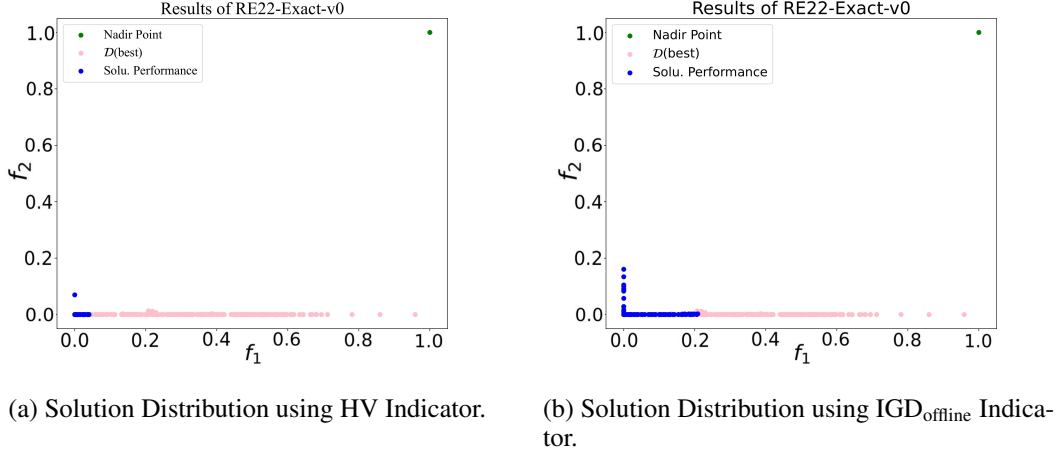 Results of RE22-Exact-v0
Nadir Point
𝒟(best)
Solu. Performance
1.0
0.8
0.6
0.4
0.2
0.0
f₂
0.0 0.2 0.4 0.6 0.8 1.0
f₁
(a) Solution Distribution using HV Indicator.
Results of RE22-Exact-v0
Nadir Point
𝒟(best)
Solu. Performance
1.0
0.8
0.6
0.4
0.2
0.0
f₂
0.0 0.2 0.4 0.6 0.8 1.0
f₁
(b) Solution Distribution using IGDoffline Indica-
tor.